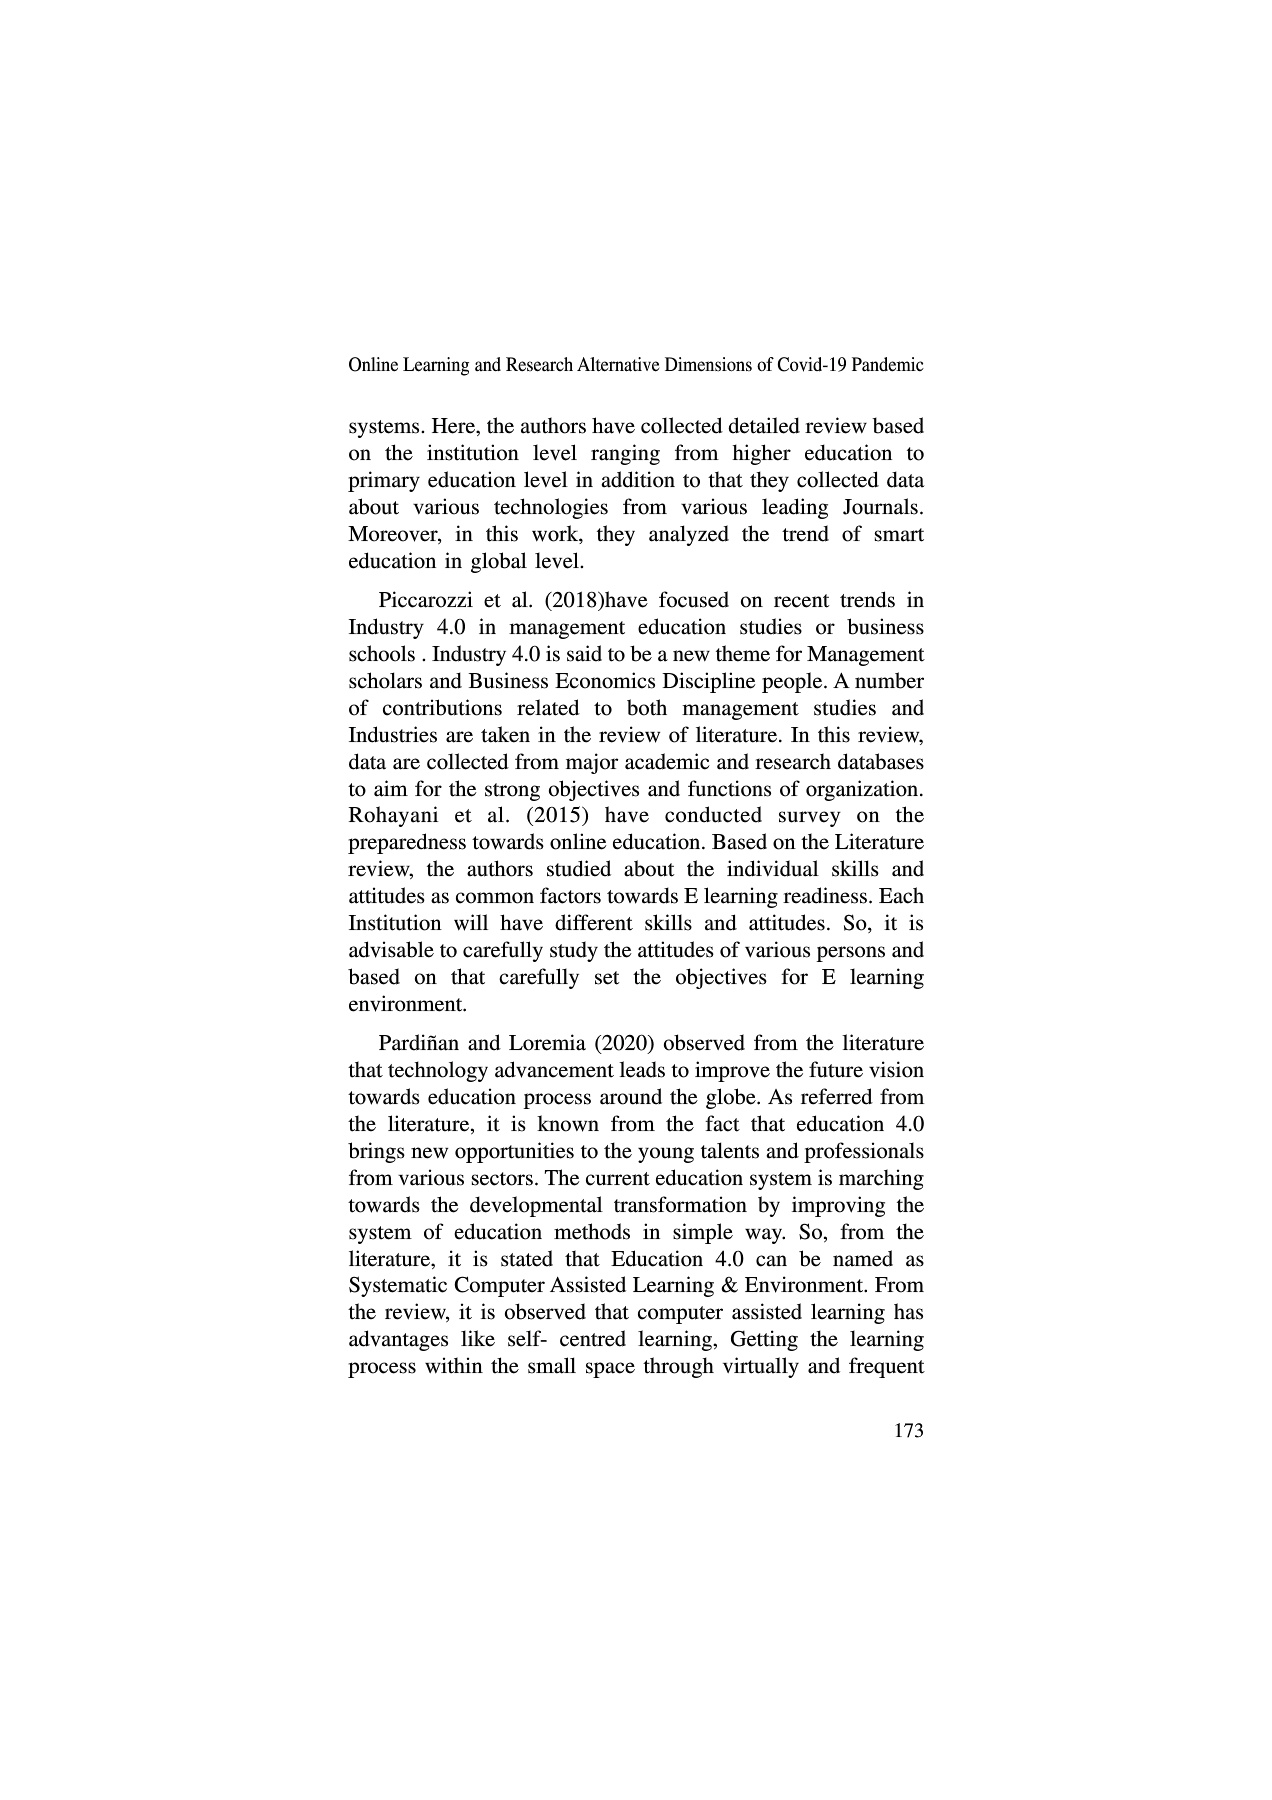 Online Learning and Research Alternative Dimensions of Covid-19 Pandemic
systems. Here, the authors have collected detailed review based
on the institution level ranging from higher education to
primary education level in addition to that they collected data
about various technologies from various leading Journals.
Moreover, in this work, they analyzed the trend of smart
education in global level.
Piccarozzi et al. (2018)have focused on recent trends in
Industry 4.0 in management education studies or business
schools . Industry 4.0 is said to be a new theme for Management
scholars and Business Economics Discipline people. A number
of contributions related to both management studies and
Industries are taken in the review of literature. In this review,
data are collected from major academic and research databases
to aim for the strong objectives and functions of organization.
Rohayani et al. (2015) have conducted survey on the
preparedness towards online education. Based on the Literature
review, the authors studied about the individual skills and
attitudes as common factors towards E learning readiness. Each
Institution will have different skills and attitudes. So, it is
advisable to carefully study the attitudes of various persons and
based on that carefully set the objectives for E learning
environment.
Pardiñan and Loremia (2020) observed from the literature
that technology advancement leads to improve the future vision
towards education process around the globe. As referred from
the literature, it is known from the fact that education 4.0
brings new opportunities to the young talents and professionals
from various sectors. The current education system is marching
towards the developmental transformation by improving the
system of education methods in simple way. So, from the
literature, it is stated that Education 4.0 can be named as
Systematic Computer Assisted Learning & Environment. From
the review, it is observed that computer assisted learning has
advantages like self- centred learning, Getting the learning
process within the small space through virtually and frequent
173